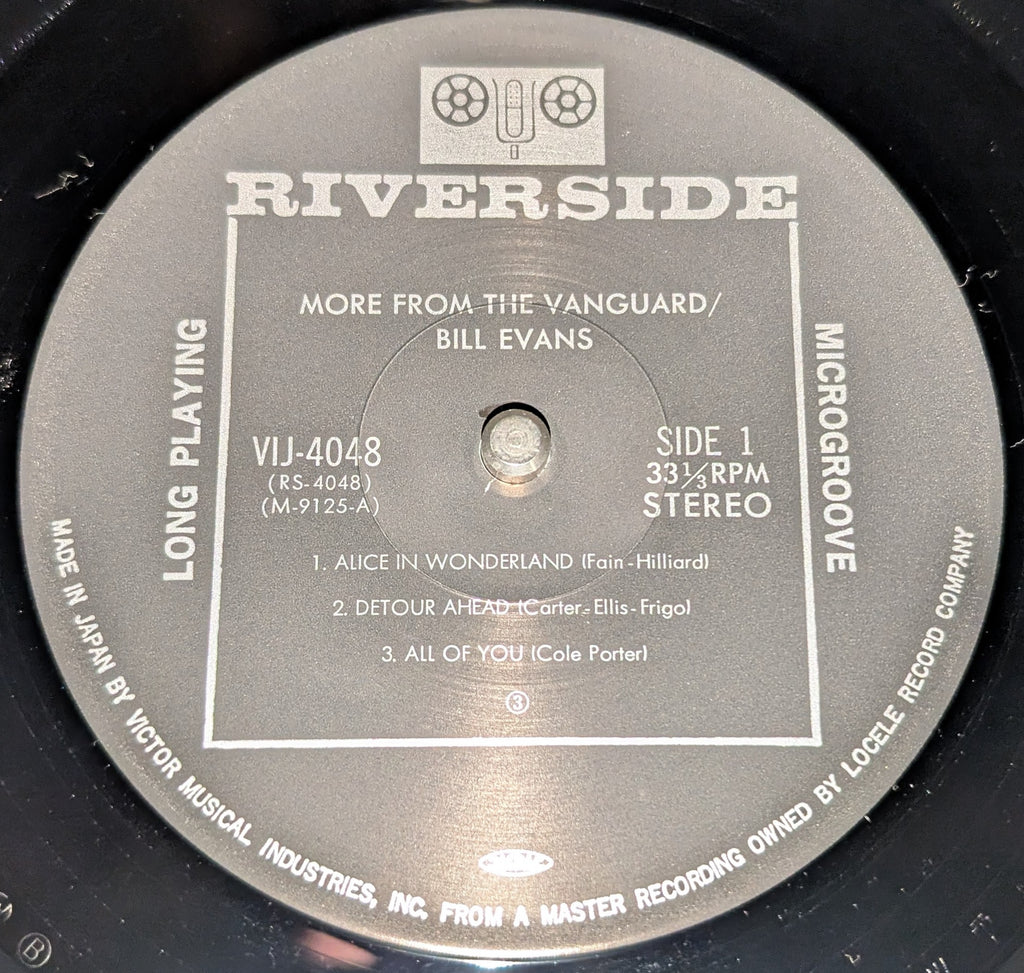 RIVERSIDE
MORE FROM THE VANGUARD/
BILL EVANS
LONG PLAYING
MICROGROOVE
VIJ-4048
(RS-4048)
(M-9125-A)
SIDE 1
33⅓RPM
STEREO
1. ALICE IN WONDERLAND (Fain-Hilliard)
2. DETOUR AHEAD (Carter-Ellis-Frigo)
3. ALL OF YOU (Cole Porter)
③
MADE IN JAPAN BY VICTOR MUSICAL INDUSTRIES, INC. FROM A MASTER RECORDING OWNED BY LOCELE RECORD COMPANY
Ⓑ